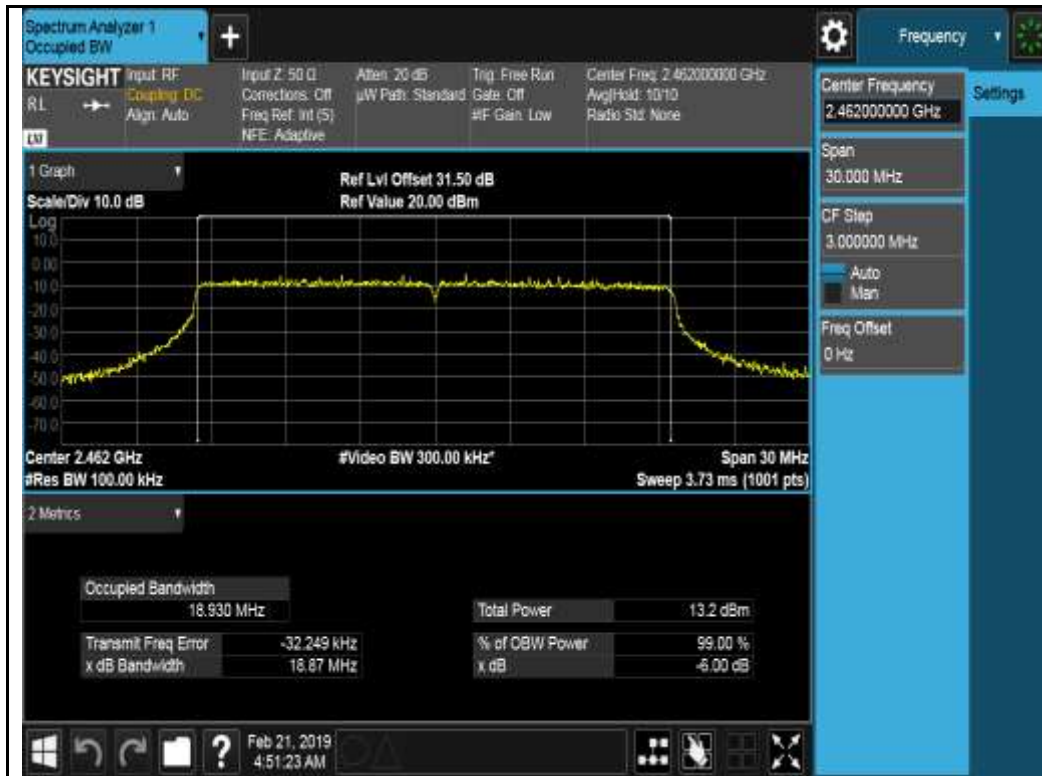 Spectrum Analyzer 1
Occupied BW
+
Frequency
KEYSIGHT
RL
LXI
Input: RF
Coupling: DC
Align: Auto
Input Z: 50 Ω
Corrections: Off
Freq Ref: Int (S)
NFE: Adaptive
Atten: 20 dB
µW Path: Standard
Trig: Free Run
Gate: Off
#IF Gain: Low
Center Freq: 2.462000000 GHz
Avg|Hold: 10/10
Radio Std: None
Center Frequency
2.462000000 GHz
Settings
Span
30.000 MHz
CF Step
3.000000 MHz
Auto
Man
Freq Offset
0 Hz
1 Graph
Scale/Div 10.0 dB
Ref Lvl Offset 31.50 dB
Ref Value 20.00 dBm
Log
10.0
0.00
-10.0
-20.0
-30.0
-40.0
-50.0
-60.0
-70.0
Center 2.462 GHz
#Res BW 100.00 kHz
#Video BW 300.00 kHz*
Span 30 MHz
Sweep 3.73 ms (1001 pts)
2 Metrics
Occupied Bandwidth
18.930 MHz
Total Power 13.2 dBm
Transmit Freq Error -32.249 kHz
% of OBW Power 99.00 %
x dB Bandwidth 18.87 MHz
x dB -6.00 dB
?
Feb 21, 2019
4:51:23 AM